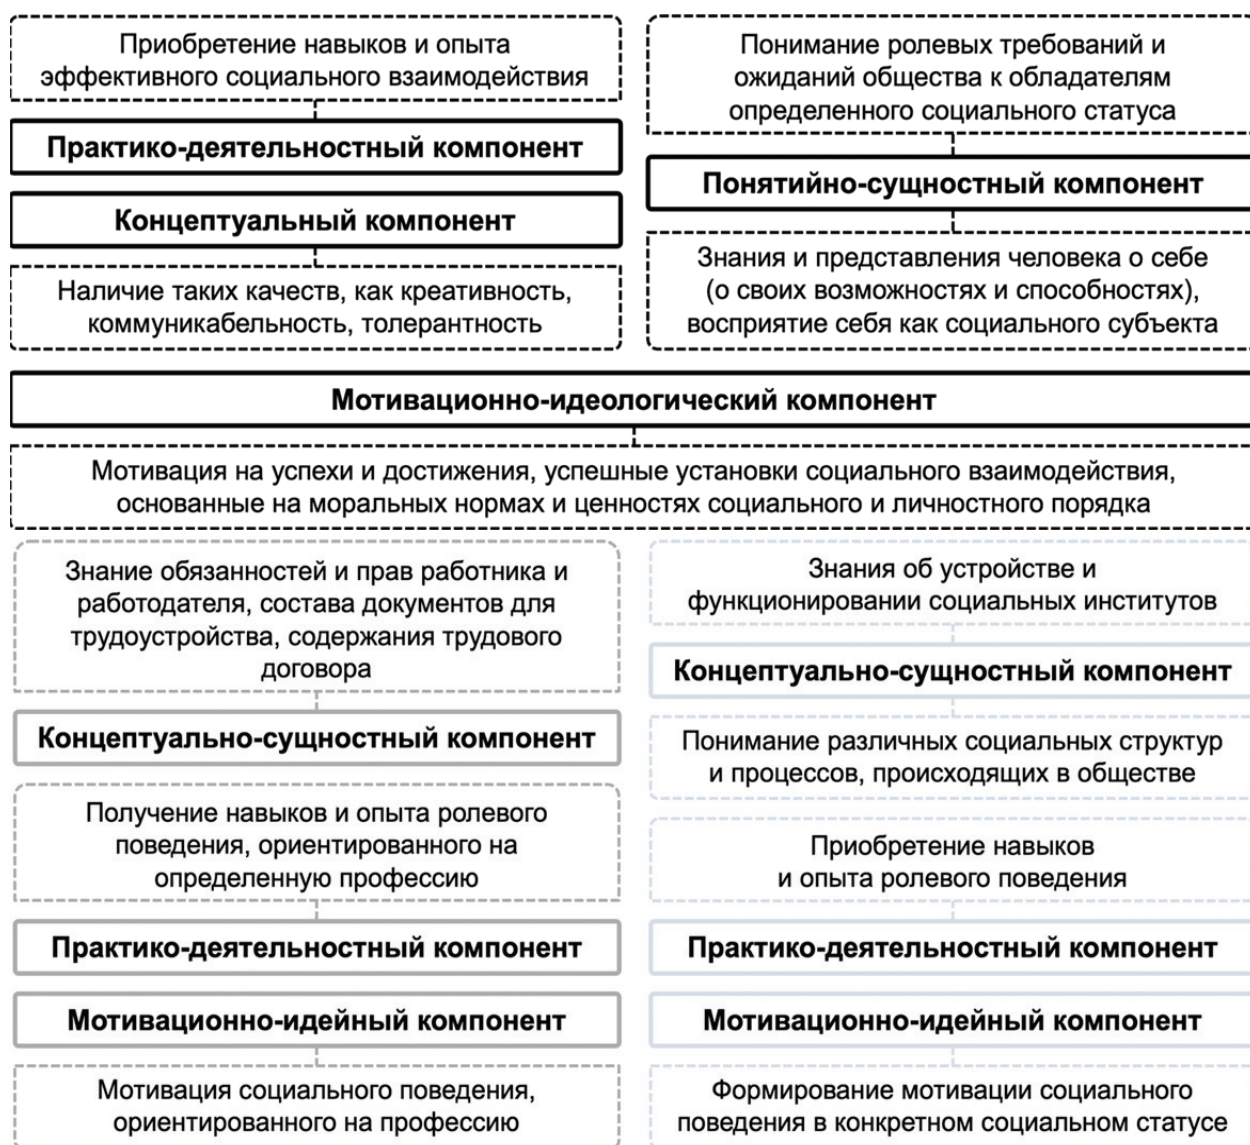 Приобретение навыков и опыта
эффективного социального взаимодействия
Практико-деятельностный компонент
Концептуальный компонент
Наличие таких качеств, как креативность,
коммуникабельность, толерантность
Понимание ролевых требований и
ожиданий общества к обладателям
определенного социального статуса
Понятийно-сущностный компонент
Знания и представления человека о себе
(о своих возможностях и способностях),
восприятие себя как социального субъекта
Мотивационно-идеологический компонент
Мотивация на успехи и достижения, успешные установки социального взаимодействия,
основанные на моральных нормах и ценностях социального и личностного порядка
Знание обязанностей и прав работника и
работодателя, состава документов для
трудоустройства, содержания трудового
договора
Концептуально-сущностный компонент
Получение навыков и опыта ролевого
поведения, ориентированного на
определенную профессию
Практико-деятельностный компонент
Мотивационно-идейный компонент
Мотивация социального поведения,
ориентированного на профессию
Знания об устройстве и
функционировании социальных институтов
Концептуально-сущностный компонент
Понимание различных социальных структур
и процессов, происходящих в обществе
Приобретение навыков
и опыта ролевого поведения
Практико-деятельностный компонент
Мотивационно-идейный компонент
Формирование мотивации социального
поведения в конкретном социальном статусе